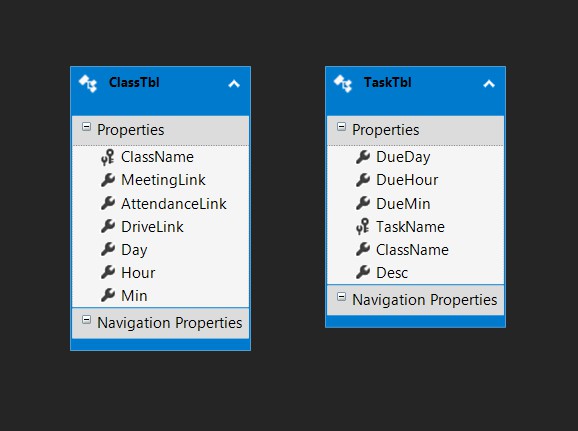 ClassTbl
Properties
ClassName
MeetingLink
AttendanceLink
DriveLink
Day
Hour
Min
Navigation Properties
TaskTbl
Properties
DueDay
DueHour
DueMin
TaskName
ClassName
Desc
Navigation Properties